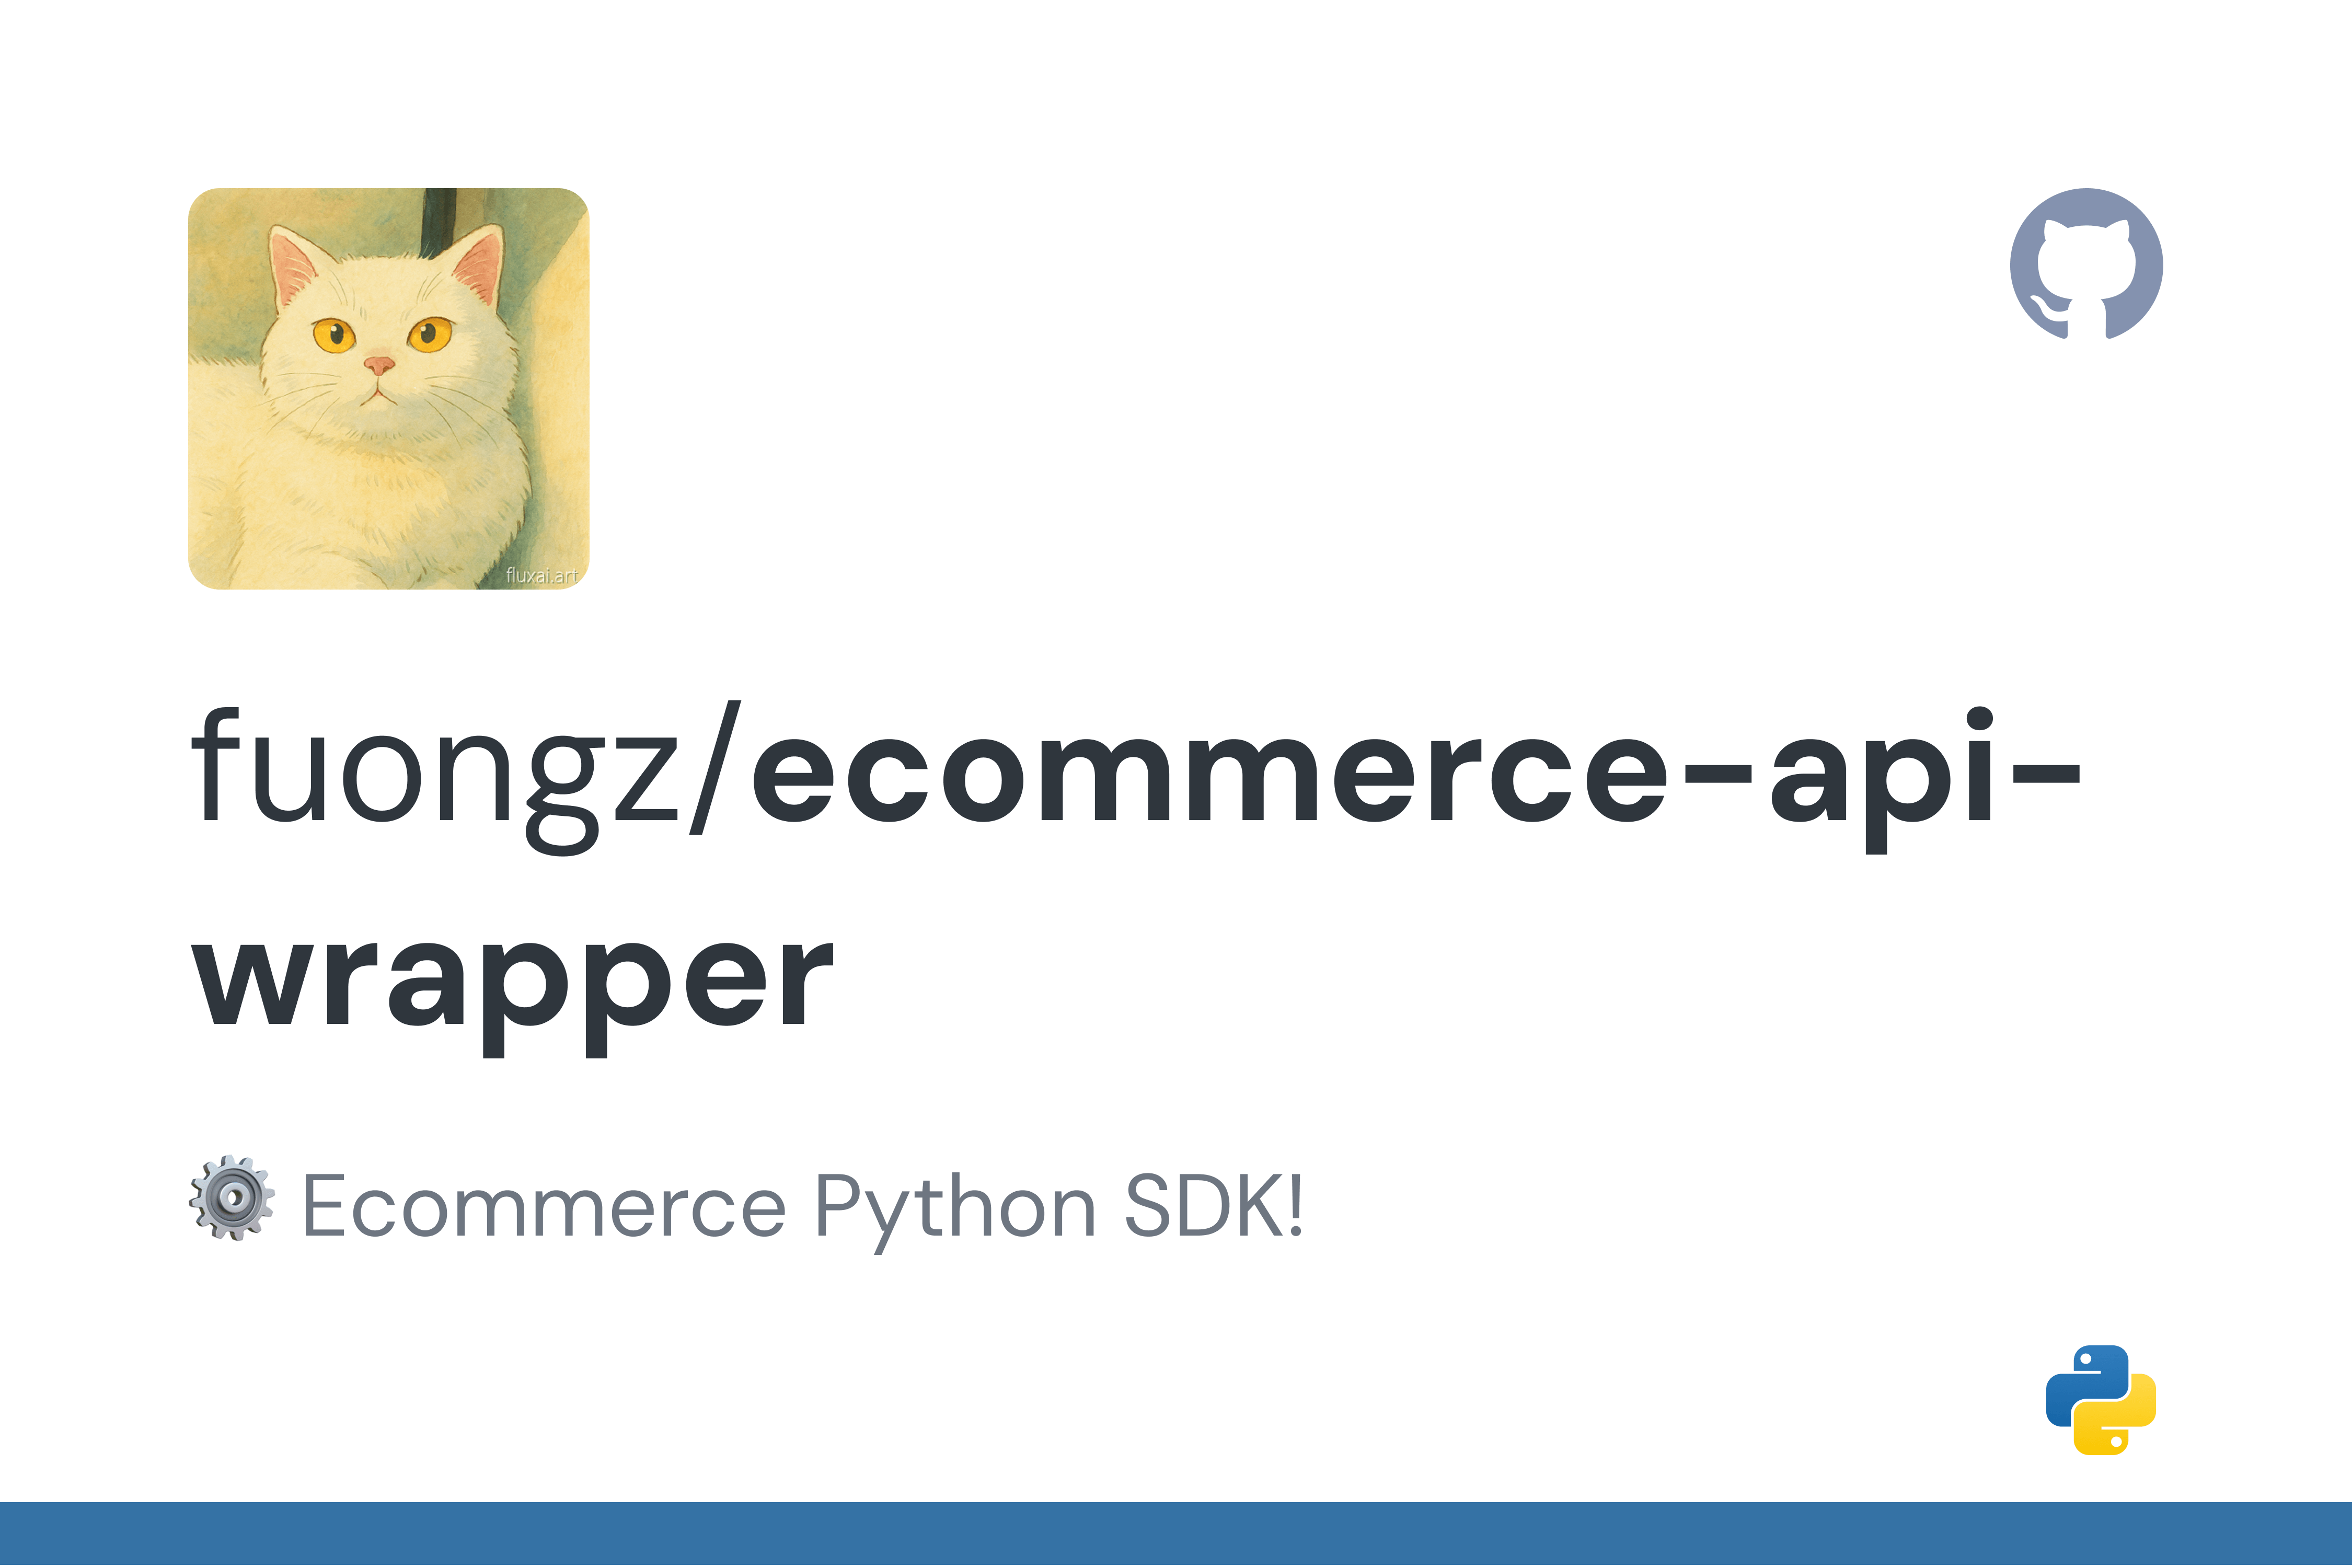 fluxai.art
fuongz/ecommerce-api-
wrapper
Ecommerce Python SDK!